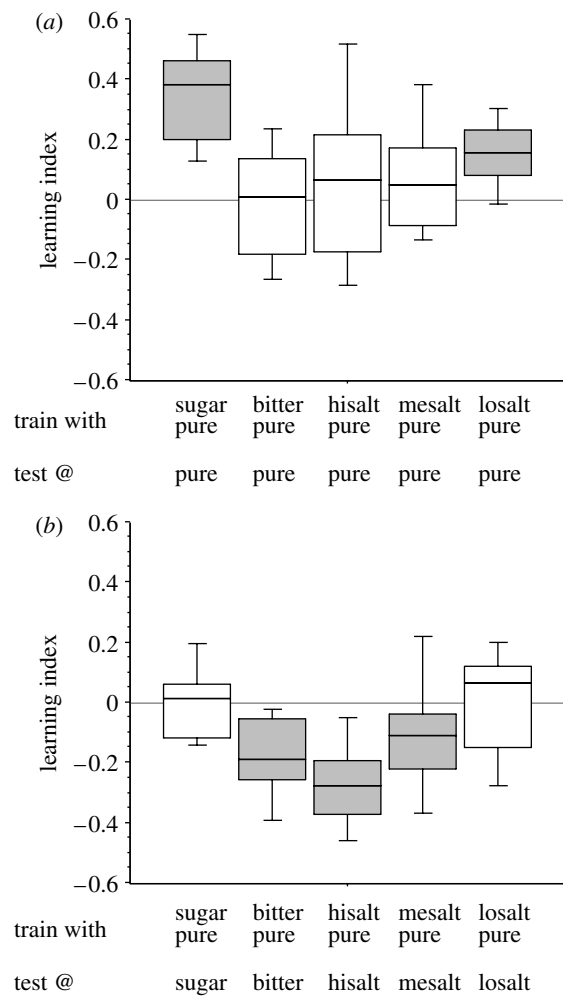 (a)
0.6
0.4
0.2
0
−0.2
−0.4
−0.6
learning index
train with
sugar bitter hisalt mesalt losalt
pure pure pure pure pure
test @ pure pure pure pure pure
(b)
0.6
0.4
0.2
0
−0.2
−0.4
−0.6
learning index
train with
sugar bitter hisalt mesalt losalt
pure pure pure pure pure
test @ sugar bitter hisalt mesalt losalt